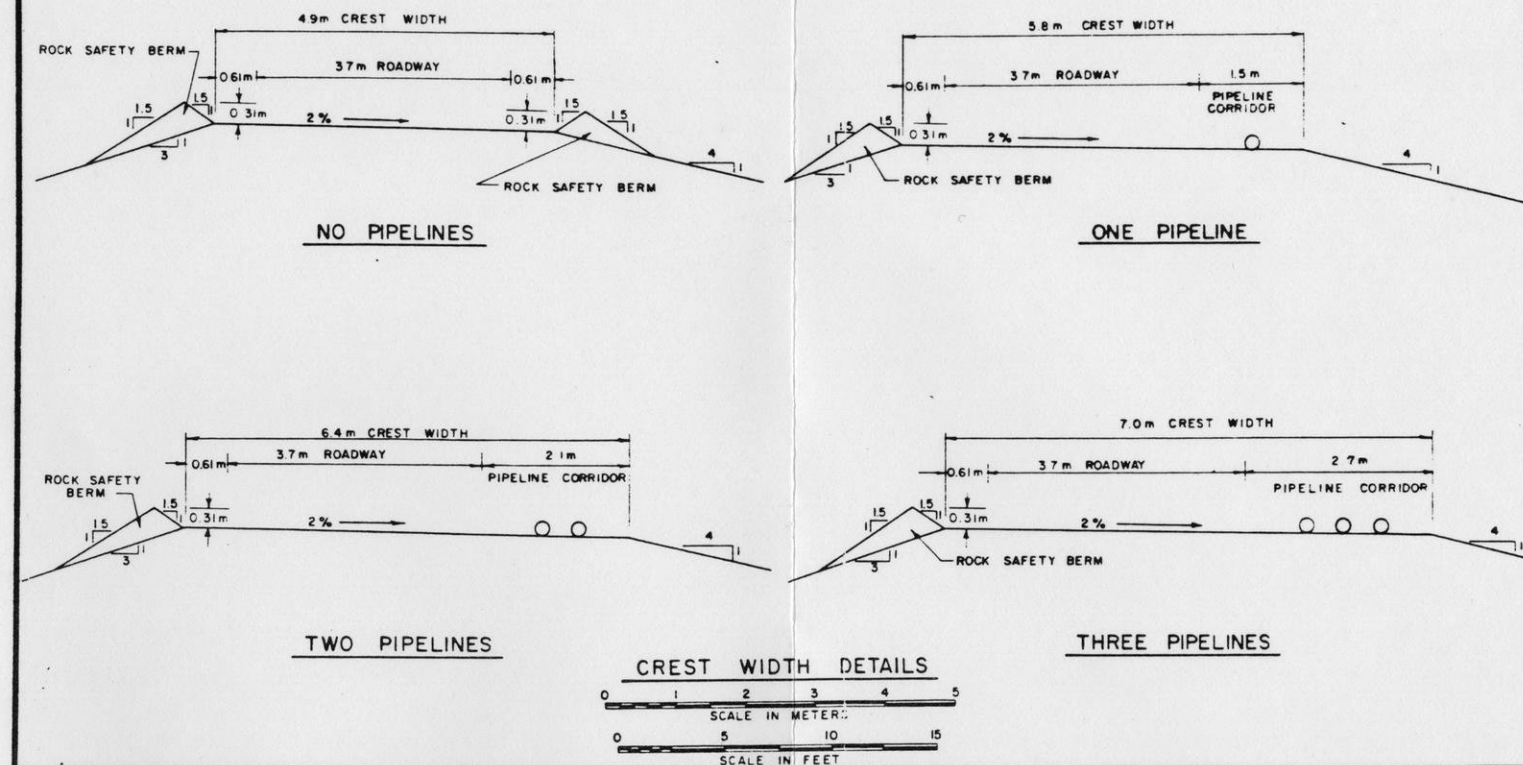 4.9m CREST WIDTH
ROCK SAFETY BERM
0.61m
3.7m ROADWAY
0.61m
1.5
1
1.5
1
0.31m
2%
0.31m
1.5
1
1.5
1
3
1
4
1
ROCK SAFETY BERM
NO PIPELINES
5.8m CREST WIDTH
0.61m
3.7m ROADWAY
1.5m
PIPELINE
CORRIDOR
1.5
1
1.5
1
0.31m
2%
3
1
ROCK SAFETY BERM
4
1
ONE PIPELINE
6.4m CREST WIDTH
0.61m
3.7m ROADWAY
2.1m
PIPELINE CORRIDOR
ROCK SAFETY
BERM
1.5
1
1.5
1
0.31m
2%
3
1
4
1
TWO PIPELINES
7.0m CREST WIDTH
0.61m
3.7m ROADWAY
2.7m
PIPELINE CORRIDOR
1.5
1
1.5
1
0.31m
2%
3
1
ROCK SAFETY BERM
4
1
THREE PIPELINES
CREST WIDTH DETAILS
0 1 2 3 4 5
SCALE IN METERS
0 5 10 15
SCALE IN FEET